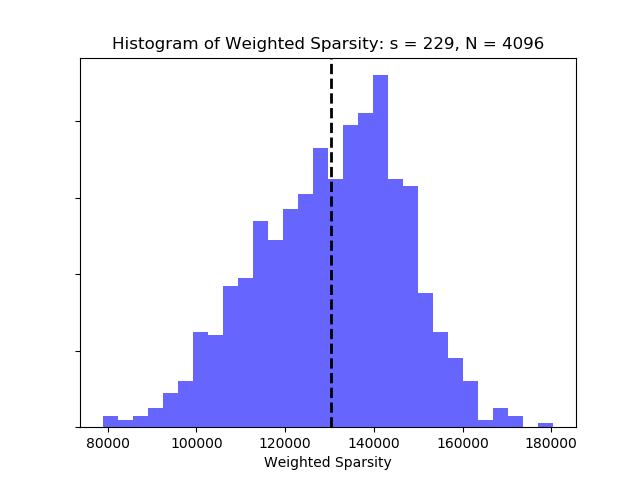 Histogram of Weighted Sparsity: s = 229, N = 4096
80000 100000 120000 140000 160000 180000
Weighted Sparsity